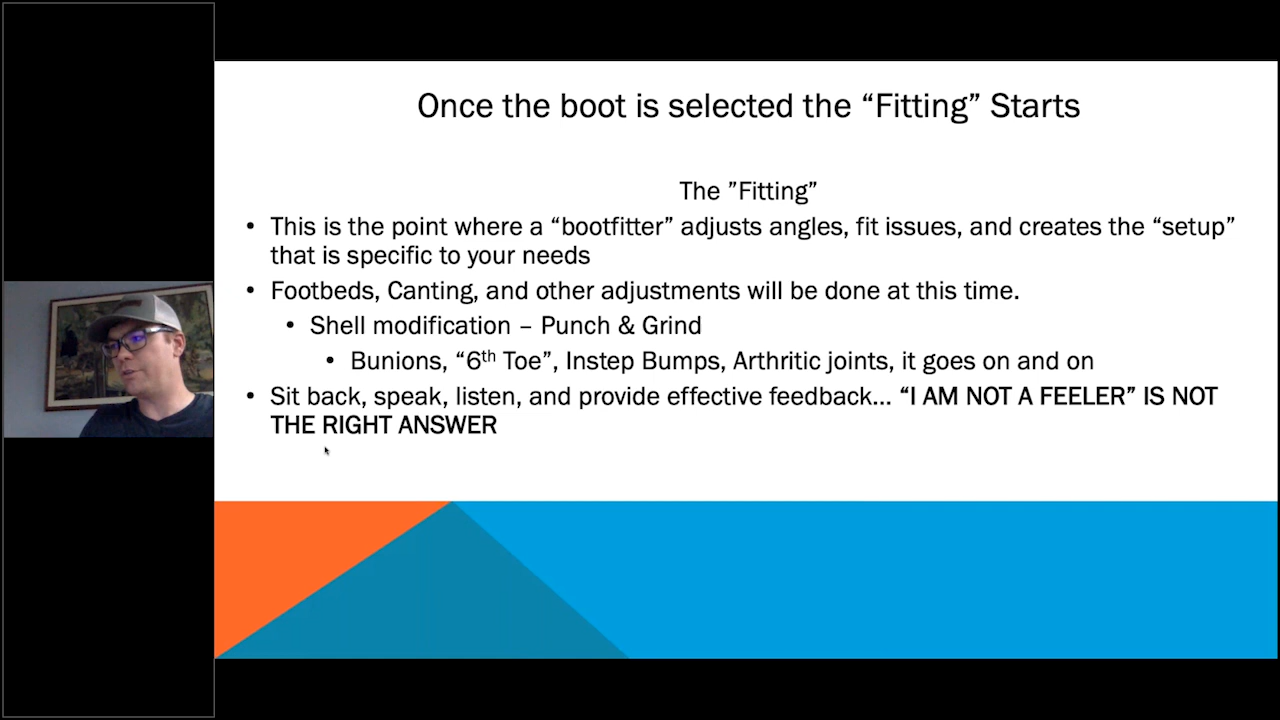 Once the boot is selected the “Fitting” Starts
The ”Fitting”
• This is the point where a “bootfitter” adjusts angles, fit issues, and creates the “setup”
that is specific to your needs
• Footbeds, Canting, and other adjustments will be done at this time.
• Shell modification – Punch & Grind
• Bunions, “6th Toe”, Instep Bumps, Arthritic joints, it goes on and on
• Sit back, speak, listen, and provide effective feedback... “I AM NOT A FEELER” IS NOT
THE RIGHT ANSWER